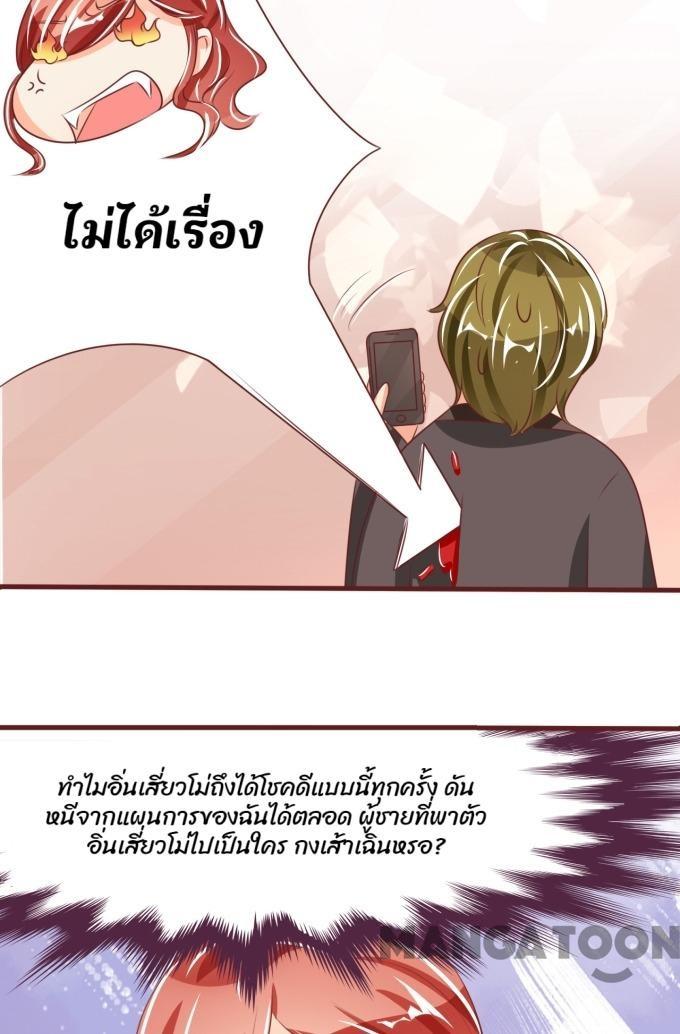 ไม่ได้เรื่อง
ทำไมอิ่นเสี่ยวโม่ถึงได้โชคดีแบบนี้ทุกครั้ง ดัน
หนีจากแผนการของฉันได้ตลอด ผู้ชายที่พาตัว
อิ่นเสี่ยวโม่ไปเป็นใคร กงเส้าเฉินหรอ?
MANGATOON